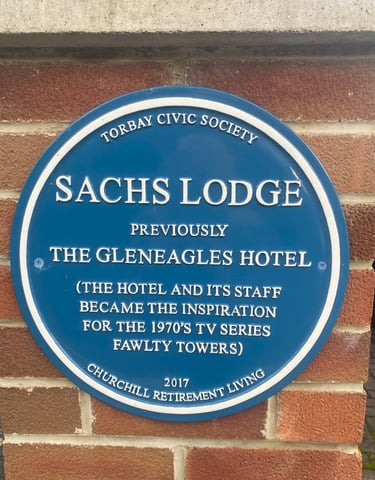 TORBAY CIVIC SOCIETY
SACHS LODGE
PREVIOUSLY
THE GLENEAGLES HOTEL
(THE HOTEL AND ITS STAFF
BECAME THE INSPIRATION
FOR THE 1970'S TV SERIES
FAWLTY TOWERS)
2017
CHURCHILL RETIREMENT LIVING